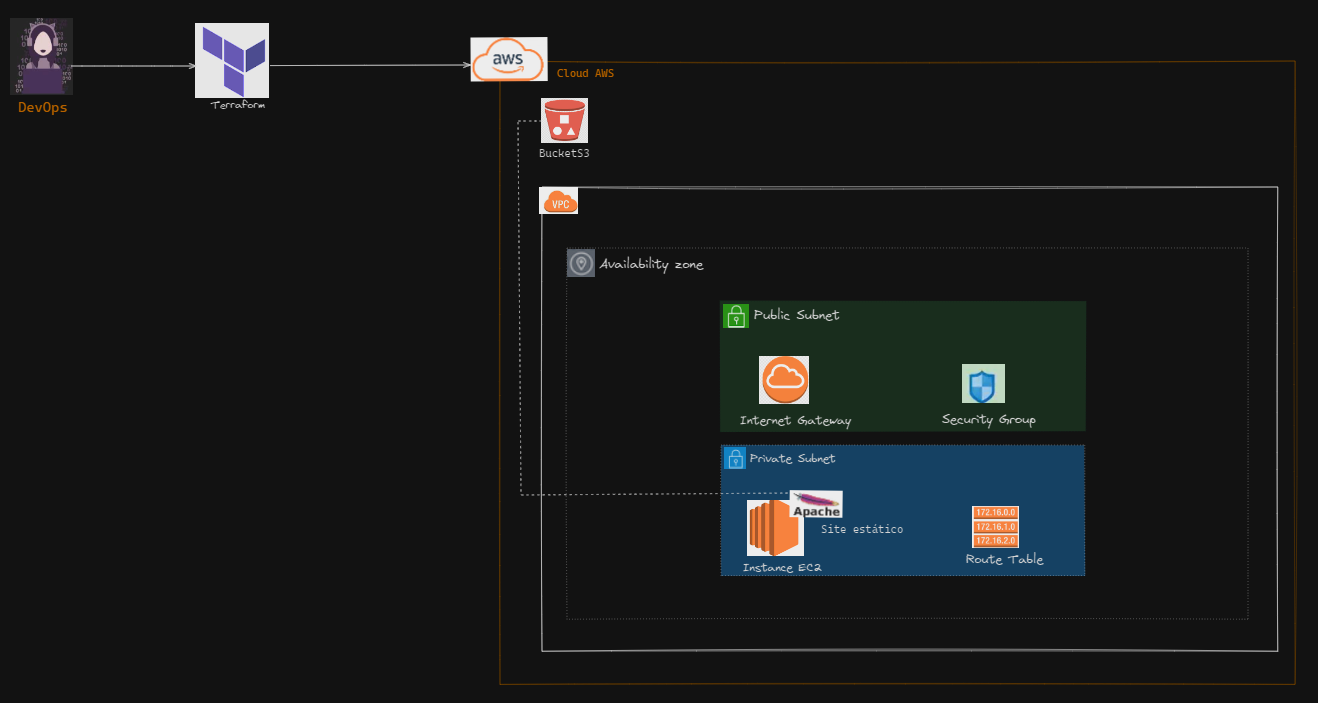 DevOps
Terraform
aws
Cloud AWS
BucketS3
VPC
Availability zone
Public Subnet
Internet Gateway
Security Group
Private Subnet
Apache
Site estático
Instance EC2
172.16.0.0
172.16.1.0
172.16.2.0
Route Table